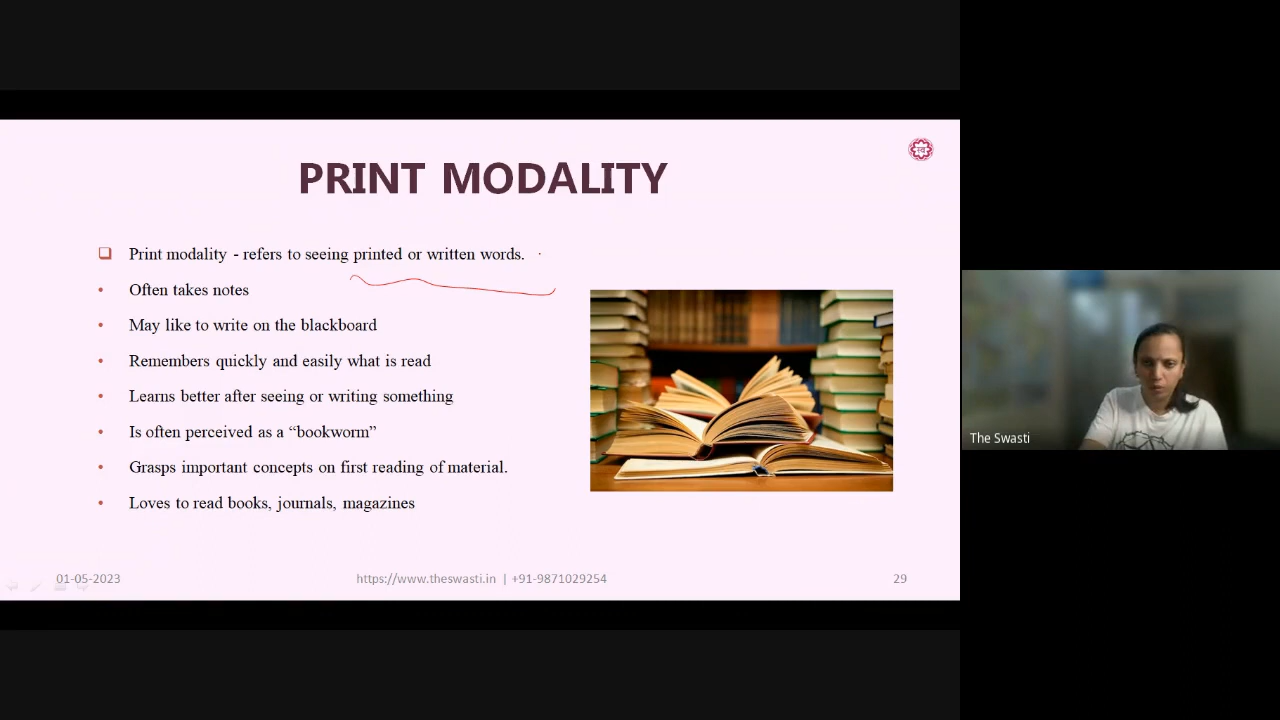 PRINT MODALITY
❑ Print modality - refers to seeing printed or written words.
• Often takes notes
• May like to write on the blackboard
• Remembers quickly and easily what is read
• Learns better after seeing or writing something
• Is often perceived as a “bookworm”
• Grasps important concepts on first reading of material.
• Loves to read books, journals, magazines
01-05-2023
https://www.theswasti.in | +91-9871029254
29
The Swasti